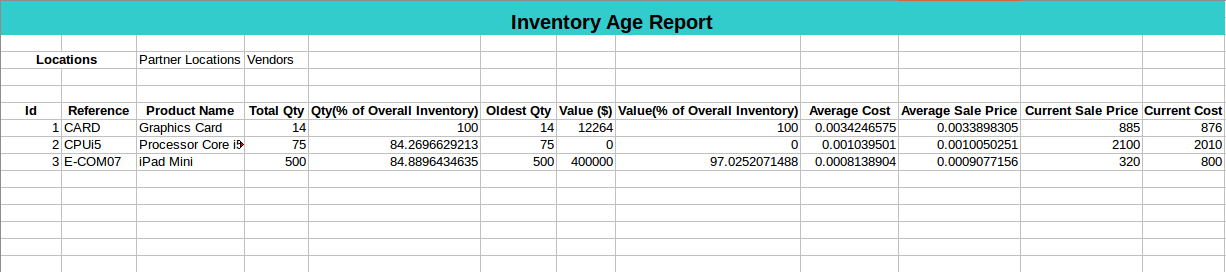 Inventory Age Report
Locations Partner Locations Vendors
Id Reference Product Name Total Qty Qty(% of Overall Inventory) Oldest Qty Value ($) Value(% of Overall Inventory) Average Cost Average Sale Price Current Sale Price Current Cost
1 CARD Graphics Card 14 100 14 12264 100 0.0034246575 0.0033898305 885 876
2 CPUi5 Processor Core i5 75 84.2696629213 75 0 0 0.001039501 0.0010050251 2100 2010
3 E-COM07 iPad Mini 500 84.8896434635 500 400000 97.0252071488 0.0008138904 0.0009077156 320 800